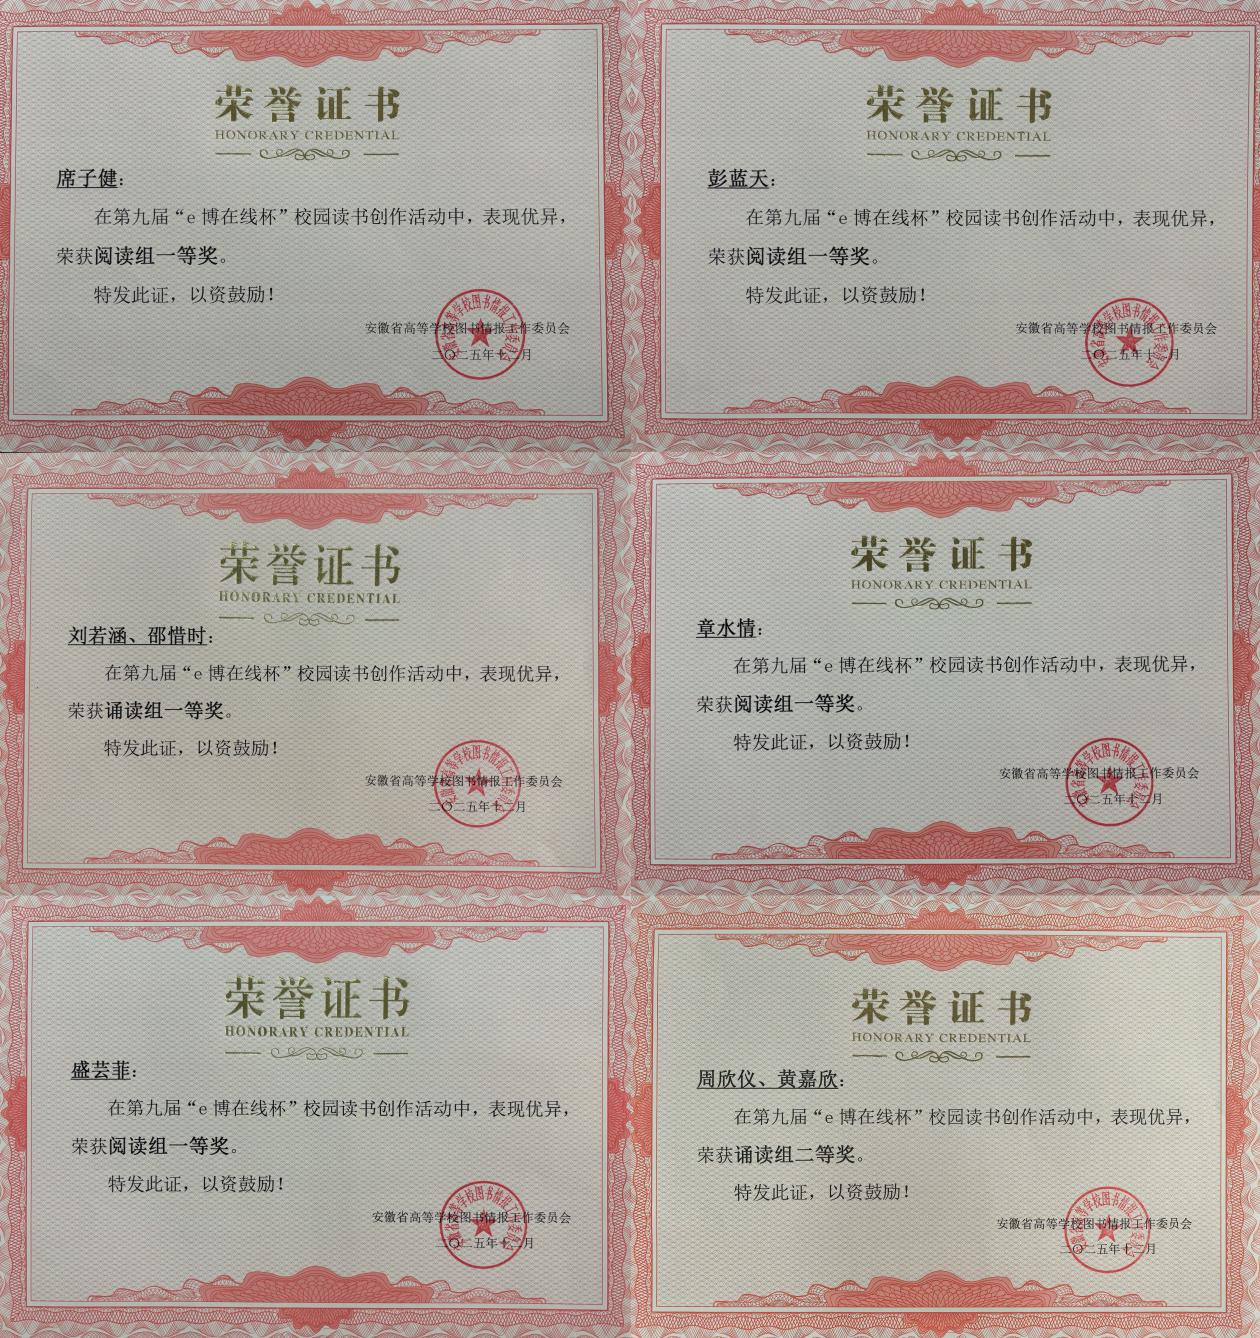 荣誉证书
HONORARY CREDENTIAL
席子健：
在第九届“e 博在线杯”校园读书创作活动中，表现优异，
荣获阅读组一等奖。
特发此证，以资鼓励！
安徽省高等学校图书情报工作委员会
二〇二五年十二月
荣誉证书
HONORARY CREDENTIAL
彭蓝天：
在第九届“e 博在线杯”校园读书创作活动中，表现优异，
荣获阅读组一等奖。
特发此证，以资鼓励！
安徽省高等学校图书情报工作委员会
二〇二五年十二月
荣誉证书
HONORARY CREDENTIAL
刘若涵、邵惜时：
在第九届“e 博在线杯”校园读书创作活动中，表现优异，
荣获诵读组一等奖。
特发此证，以资鼓励！
安徽省高等学校图书情报工作委员会
二〇二五年十二月
荣誉证书
HONORARY CREDENTIAL
章水情：
在第九届“e 博在线杯”校园读书创作活动中，表现优异，
荣获阅读组一等奖。
特发此证，以资鼓励！
安徽省高等学校图书情报工作委员会
二〇二五年十二月
荣誉证书
HONORARY CREDENTIAL
盛芸菲：
在第九届“e 博在线杯”校园读书创作活动中，表现优异，
荣获阅读组一等奖。
特发此证，以资鼓励！
安徽省高等学校图书情报工作委员会
二〇二五年十二月
荣誉证书
HONORARY CREDENTIAL
周欣仪、黄嘉欣：
在第九届“e 博在线杯”校园读书创作活动中，表现优异，
荣获诵读组二等奖。
特发此证，以资鼓励！
安徽省高等学校图书情报工作委员会
二〇二五年十二月